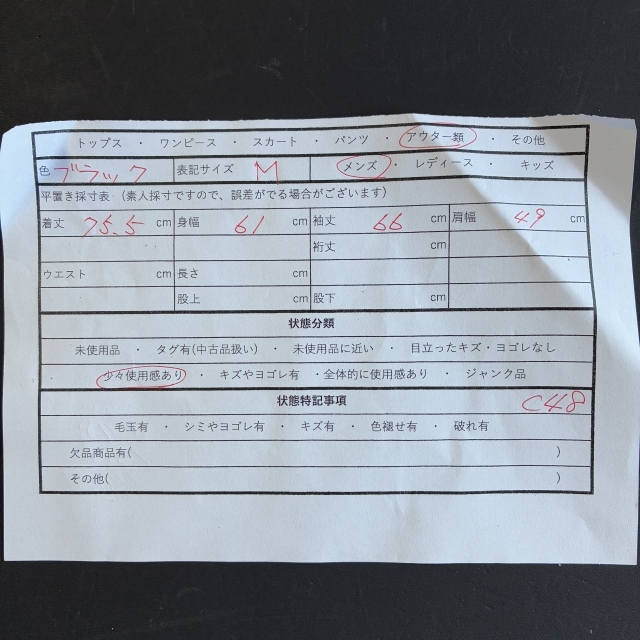 トップス ・ ワンピース ・ スカート ・ パンツ ・ アウター類 ・ その他
色 ブラック 表記サイズ M メンズ ・ レディース ・ キッズ
平置き採寸表 (素人採寸ですので、誤差がでる場合がございます)
着丈 75.5 cm 身幅 61 cm 袖丈 66 cm 肩幅 49 cm
裄丈 cm
ウエスト cm 長さ cm
股上 cm 股下 cm
状態分類
未使用品 ・ タグ有(中古品扱い) ・ 未使用品に近い ・ 目立ったキズ・ヨゴレなし
・ 少々使用感あり ・ キズやヨゴレ有 ・全体的に使用感あり ・ ジャンク品
状態特記事項 C48
毛玉有 ・ シミやヨゴレ有 ・ キズ有 ・ 色褪せ有 ・ 破れ有
欠品商品有( )
その他( )